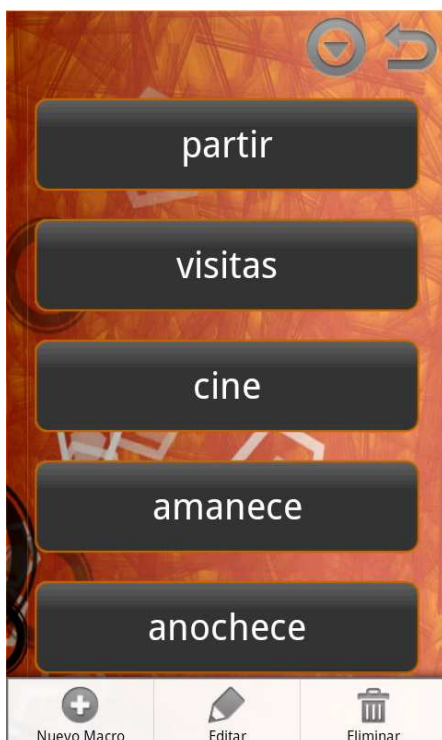 partir
visitas
cine
amanece
anochece
Nuevo Macro
Editar
Eliminar